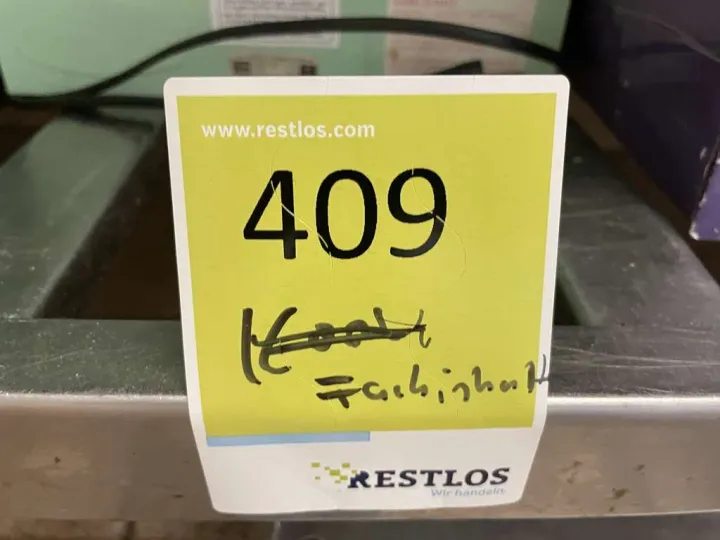 www.restlos.com
409
Fachinhalt
RESTLOS
Wir handeln.